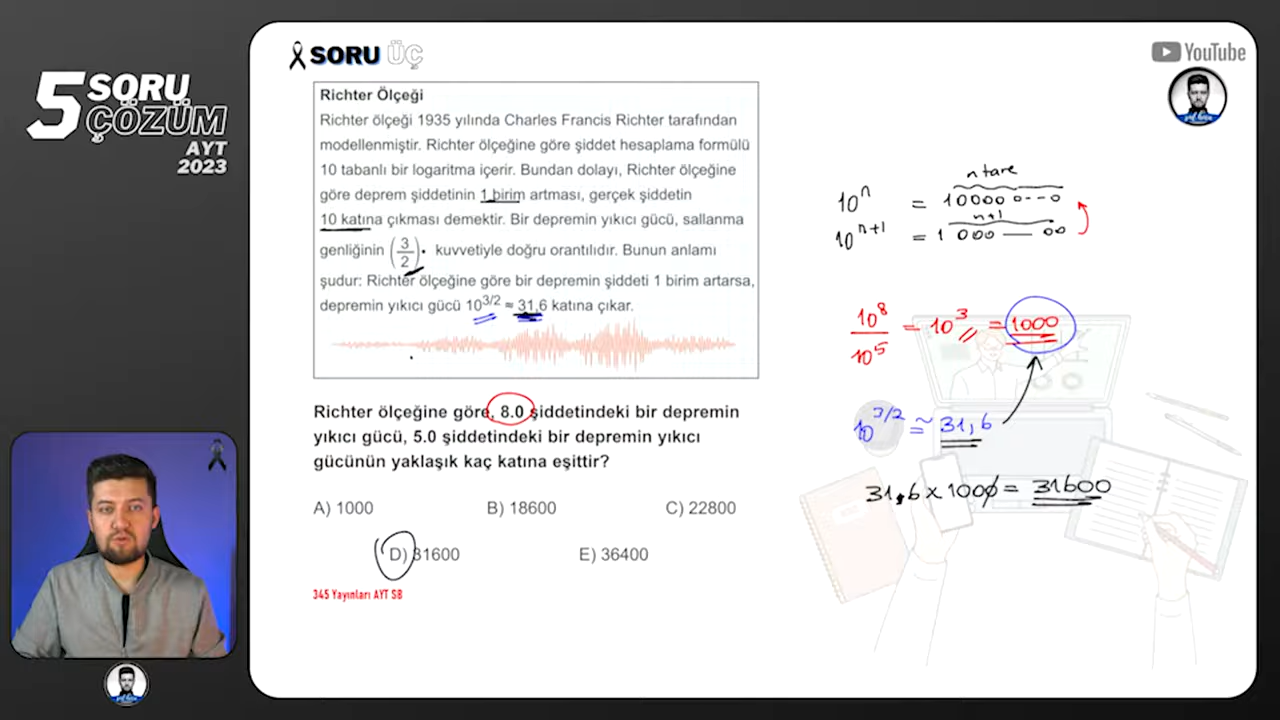 5 SORU
ÇÖZÜM
AYT
2023
SORU ÜÇ
YouTube
Richter Ölçeği
Richter ölçeği 1935 yılında Charles Francis Richter tarafından
modellenmiştir. Richter ölçeğine göre şiddet hesaplama formülü
10 tabanlı bir logaritma içerir. Bundan dolayı, Richter ölçeğine
göre deprem şiddetinin 1 birim artması, gerçek şiddetin
10 katına çıkması demektir. Bir depremin yıkıcı gücü, sallanma
genliğinin (3/2). kuvvetiyle doğru orantılıdır. Bunun anlamı
şudur: Richter ölçeğine göre bir depremin şiddeti 1 birim artarsa,
depremin yıkıcı gücü 10^3/2 ≈ 31,6 katına çıkar.
Richter ölçeğine göre, 8.0 şiddetindeki bir depremin
yıkıcı gücü, 5.0 şiddetindeki bir depremin yıkıcı
gücünün yaklaşık kaç katına eşittir?
A) 1000 B) 18600 C) 22800
D) 31600 E) 36400
345 Yayınları AYT SB
n tane
10^n = 10000 0---0
n+1
10^n+1 = 1 000 — 00
10^8/10^5 = 10^3 = 1000
10^3/2 ≃ 31,6
31,6 x 1000 = 31600